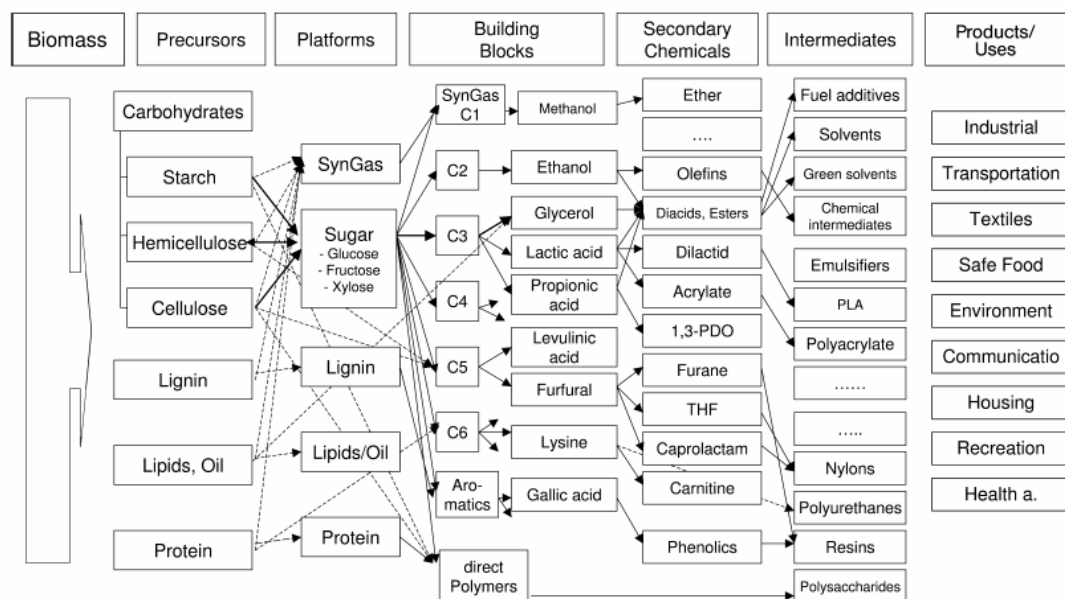 Biomass
Precursors
Platforms
Building
Blocks
Secondary
Chemicals
Intermediates
Products/
Uses
Carbohydrates
Starch
Hemicellulose
Cellulose
Lignin
Lipids, Oil
Protein
SynGas
Sugar
- Glucose
- Fructose
- Xylose
Lignin
Lipids/Oil
Protein
SynGas
C1
C2
C3
C4
C5
C6
Aro-
matics
direct
Polymers
Methanol
Ethanol
Glycerol
Lactic acid
Propionic
acid
Levulinic
acid
Furfural
Lysine
Gallic acid
Ether
....
Olefins
Diacids, Esters
Dilactid
Acrylate
1,3-PDO
Furane
THF
Caprolactam
Carnitine
Phenolics
Fuel additives
Solvents
Green solvents
Chemical
intermediates
Emulsifiers
PLA
Polyacrylate
......
.....
Nylons
Polyurethanes
Resins
Polysaccharides
Industrial
Transportation
Textiles
Safe Food
Environment
Communicatio
Housing
Recreation
Health a.